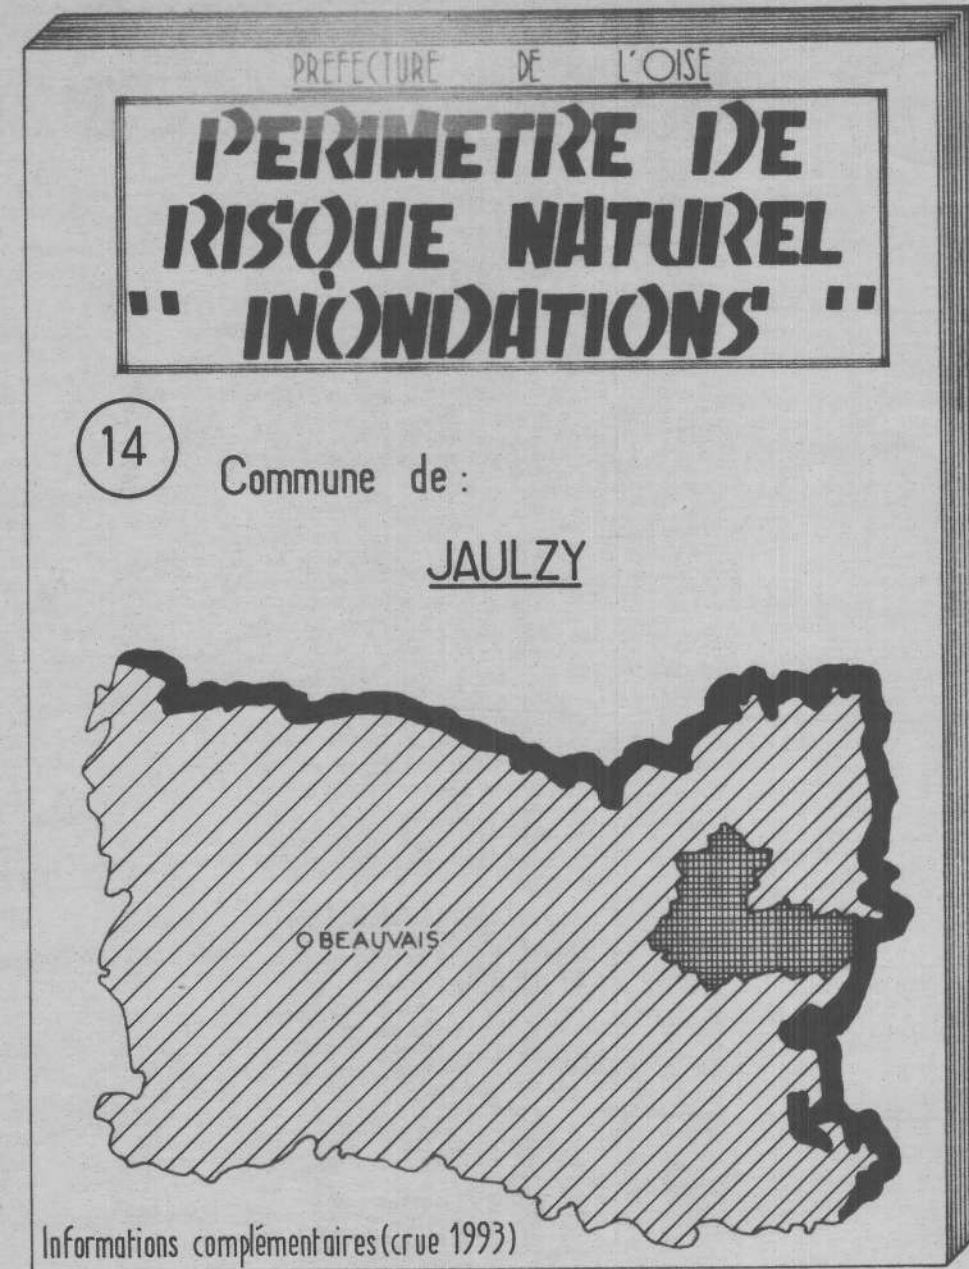 PREFECTURE DE L'OISE
PERIMETRE DE
RISQUE NATUREL
" INONDATIONS "
14
Commune de :
JAULZY
BEAUVAIS
Informations complémentaires (crue 1993)